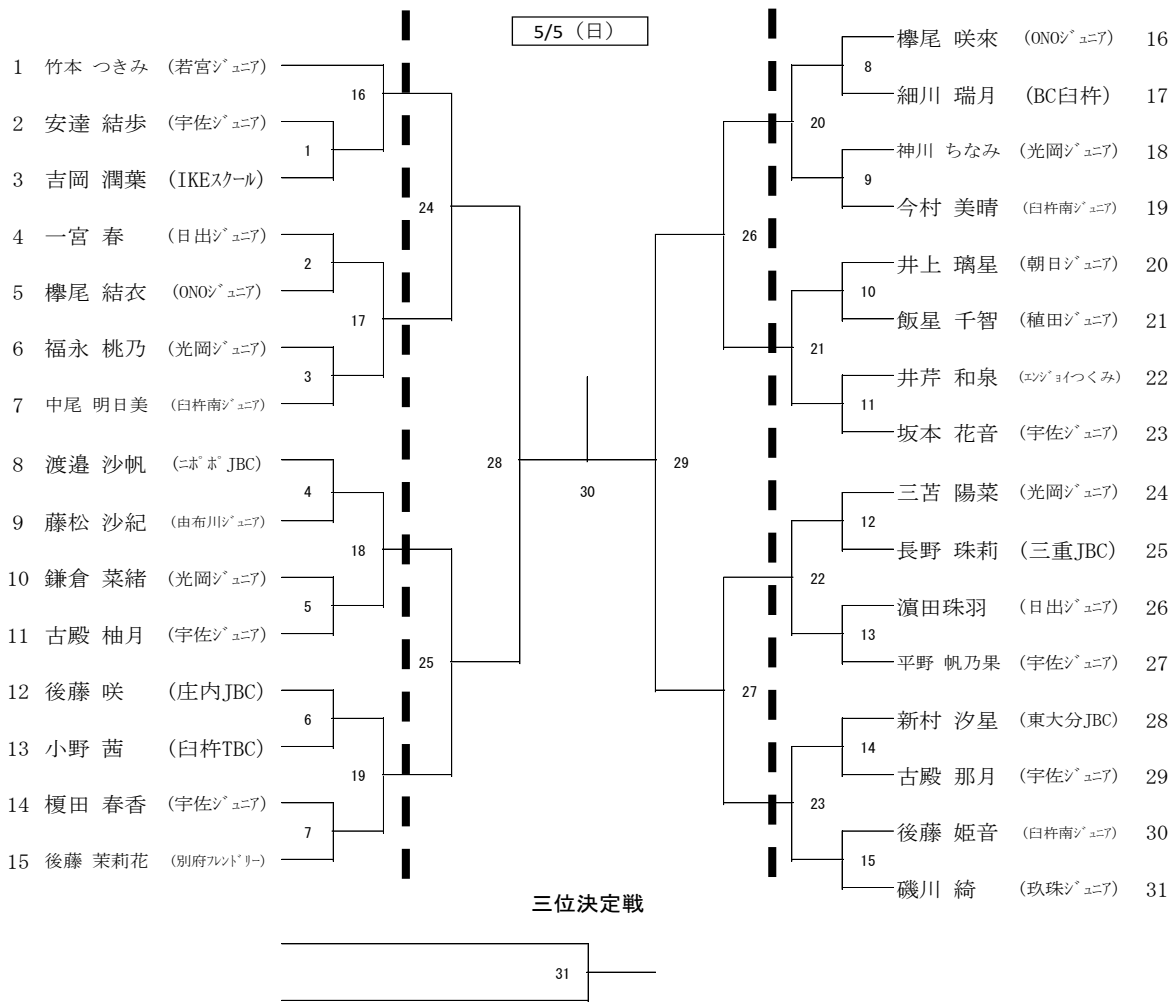 5/5（日）
1 竹本 つきみ (若宮ジュニア)
2 安達 結歩 (宇佐ジュニア)
3 吉岡 潤葉 (IKEスクール)
4 一宮 春 (日出ジュニア)
5 欅尾 結衣 (ONOジュニア)
6 福永 桃乃 (光岡ジュニア)
7 中尾 明日美 (臼杵南ジュニア)
8 渡邉 沙帆 (ニポポJBC)
9 藤松 沙紀 (由布川ジュニア)
10 鎌倉 菜緒 (光岡ジュニア)
11 古殿 柚月 (宇佐ジュニア)
12 後藤 咲 (庄内JBC)
13 小野 茜 (臼杵TBC)
14 榎田 春香 (宇佐ジュニア)
15 後藤 茉莉花 (別府フレンドリー)
1
2
3
4
5
6
7
16
17
18
19
24
25
28
30
29
26
27
20
21
22
23
8
9
10
11
12
13
14
15
欅尾 咲來 (ONOジュニア) 16
細川 瑞月 (BC臼杵) 17
神川 ちなみ (光岡ジュニア) 18
今村 美晴 (臼杵南ジュニア) 19
井上 璃星 (朝日ジュニア) 20
飯星 千智 (稙田ジュニア) 21
井芹 和泉 (エンジョイつくみ) 22
坂本 花音 (宇佐ジュニア) 23
三苫 陽菜 (光岡ジュニア) 24
長野 珠莉 (三重JBC) 25
濵田珠羽 (日出ジュニア) 26
平野 帆乃果 (宇佐ジュニア) 27
新村 汐星 (東大分JBC) 28
古殿 那月 (宇佐ジュニア) 29
後藤 姫音 (臼杵南ジュニア) 30
磯川 綺 (玖珠ジュニア) 31
三位決定戦
31